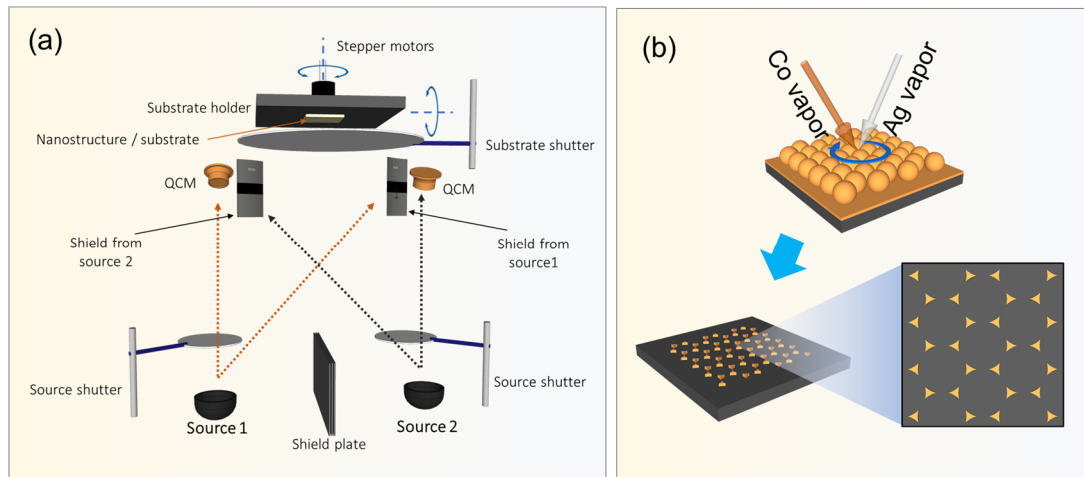 (a)
Stepper motors
Substrate holder
Nanostructure / substrate
Substrate shutter
QCM
QCM
Shield from
source 2
Shield from
source1
Source shutter
Source shutter
Source 1
Source 2
Shield plate
(b)
Co vapor
Ag vapor